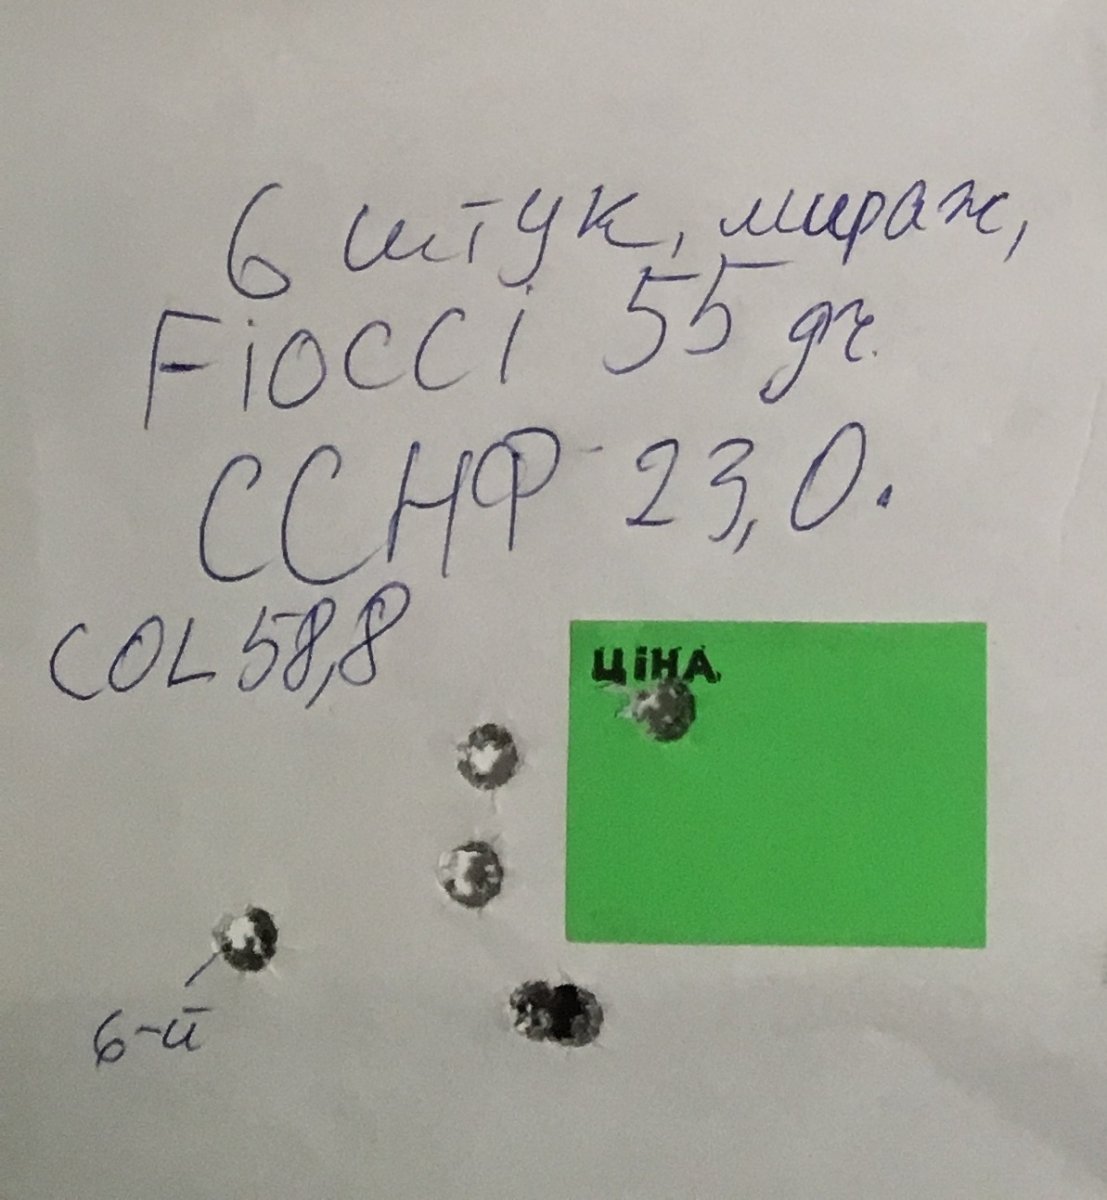 6 штук, мираж,
Fiocci 55 gr.
ССНФ 23,0.
COL 58,8
ЦіНА
6-й